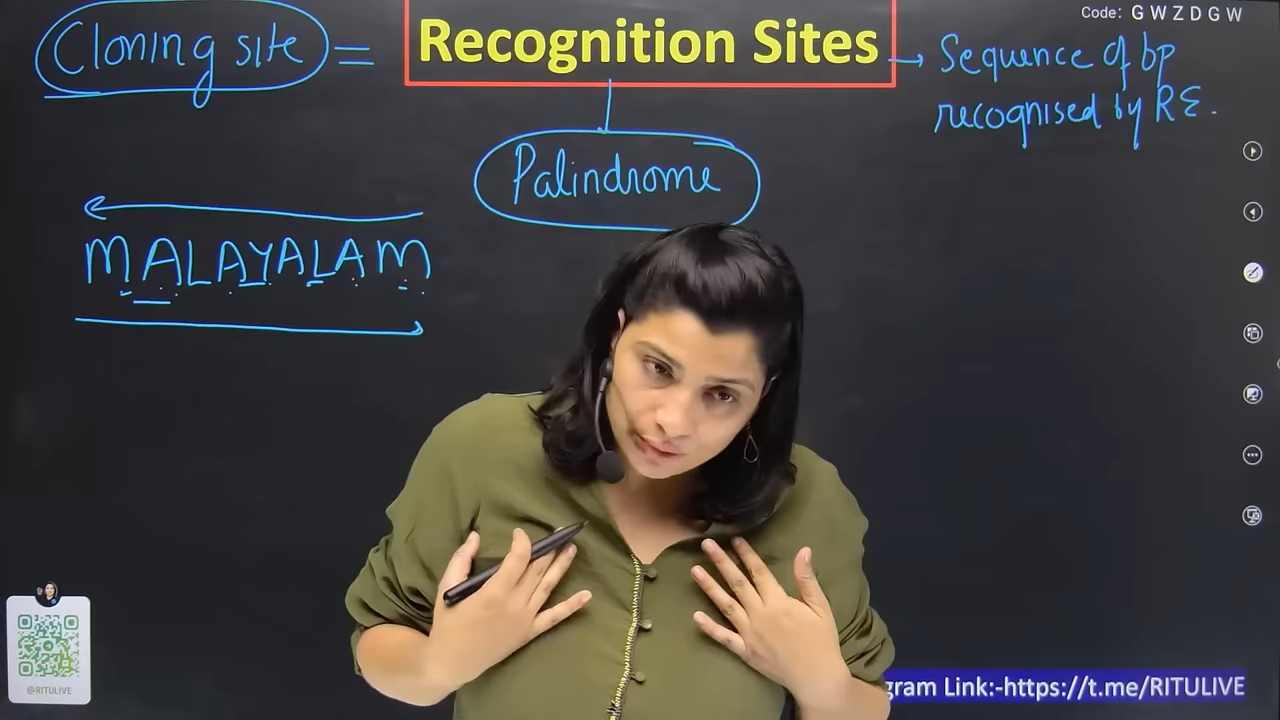 Code: G W Z D G W
Cloning site = Recognition Sites → Sequence of bp
recognised by RE.
Palindrome
MALAYALAM
@RITULIVE
gram Link:-https://t.me/RITULIVE